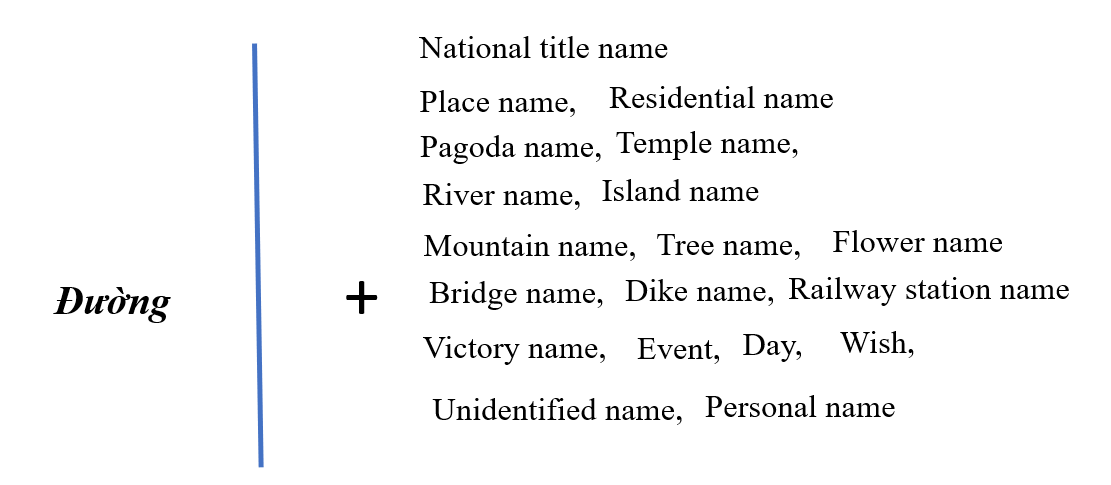 National title name
Place name, Residential name
Pagoda name, Temple name,
River name, Island name
Mountain name, Tree name, Flower name
Đường + Bridge name, Dike name, Railway station name
Victory name, Event, Day, Wish,
Unidentified name, Personal name